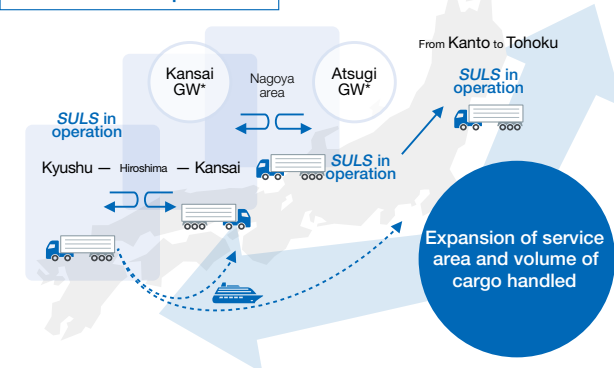 From Kanto to Tohoku
SULS in
operation
Kansai
GW*
Nagoya
area
Atsugi
GW*
SULS in
operation
SULS in
operation
Kyushu — Hiroshima — Kansai
Expansion of service
area and volume of
cargo handled